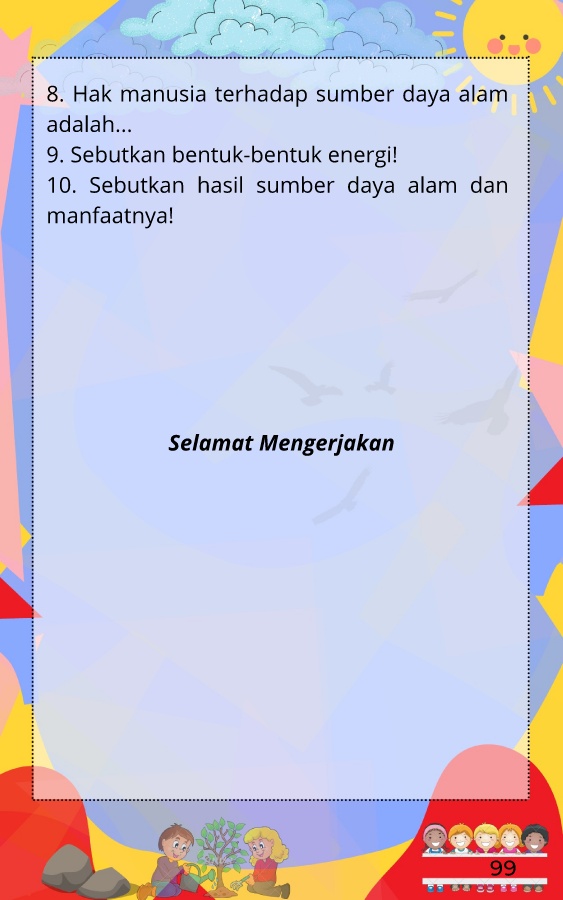 8. Hak manusia terhadap sumber daya alam
adalah...
9. Sebutkan bentuk-bentuk energi!
10. Sebutkan hasil sumber daya alam dan
manfaatnya!
Selamat Mengerjakan
99